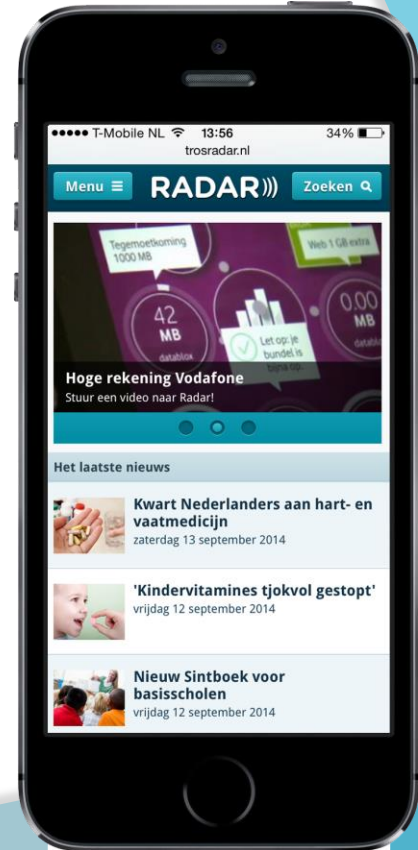 T-Mobile NL 13:56 34%
trosradar.nl
Menu RADAR Zoeken
Tegemoetkoming
1000 MB
Web 1 GB extra
42
MB
datablox
0.00
MB
Let op: je
bundel is
bijna op.
Hoge rekening Vodafone
Stuur een video naar Radar!
Het laatste nieuws
Kwart Nederlanders aan hart- en
vaatmedicijn
zaterdag 13 september 2014
'Kindervitamines tjokvol gestopt'
vrijdag 12 september 2014
Nieuw Sintboek voor
basisscholen
vrijdag 12 september 2014